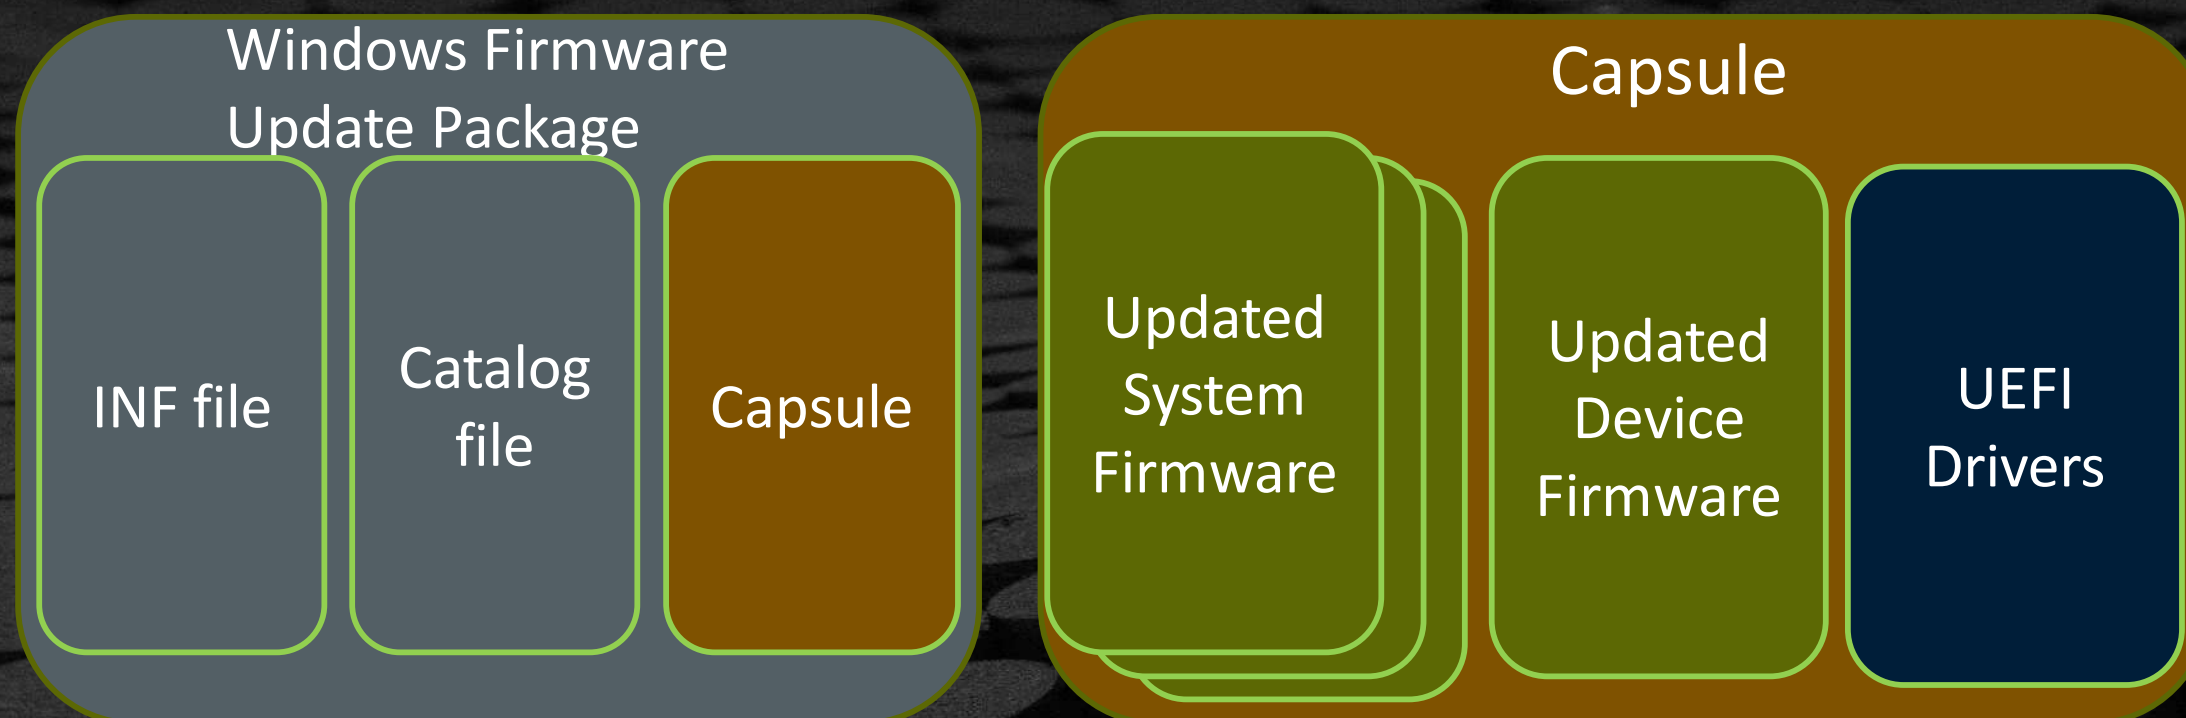 Windows Firmware
Update Package
INF file
Catalog
file
Capsule
Capsule
Updated
System
Firmware
Updated
Device
Firmware
UEFI
Drivers